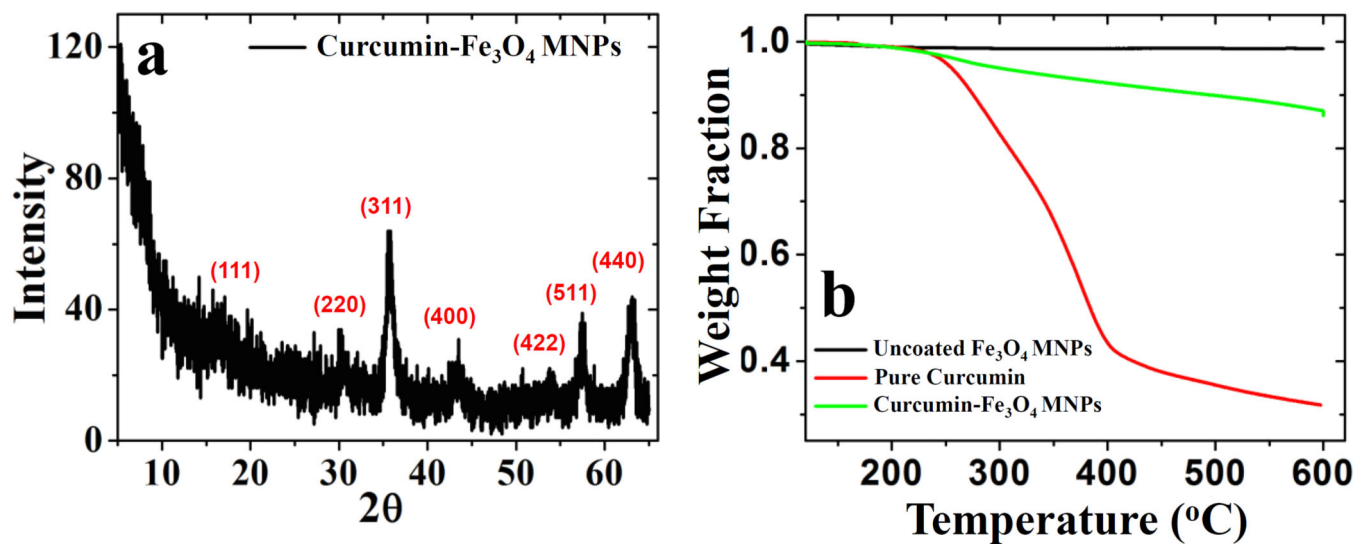 a
Curcumin-Fe₃O₄ MNPs
Intensity
120
80
40
0
(111)
(220)
(311)
(400)
(422)
(511)
(440)
10 20 30 40 50 60
2θ
b
Weight Fraction
1.0
0.8
0.6
0.4
Uncoated Fe₃O₄ MNPs
Pure Curcumin
Curcumin-Fe₃O₄ MNPs
200 300 400 500 600
Temperature (°C)